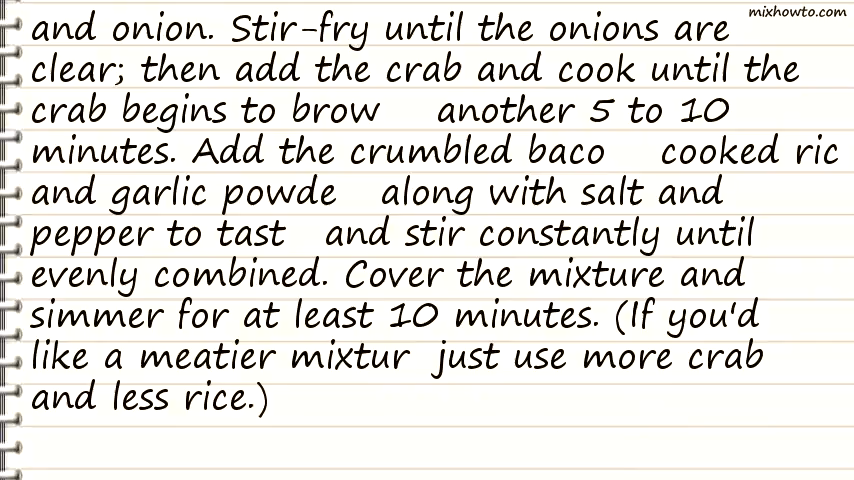 mixhowto.com
and onion. Stir-fry until the onions are
clear; then add the crab and cook until the
crab begins to brow another 5 to 10
minutes. Add the crumbled baco cooked ric
and garlic powde along with salt and
pepper to tast and stir constantly until
evenly combined. Cover the mixture and
simmer for at least 10 minutes. (If you'd
like a meatier mixtur just use more crab
and less rice.)